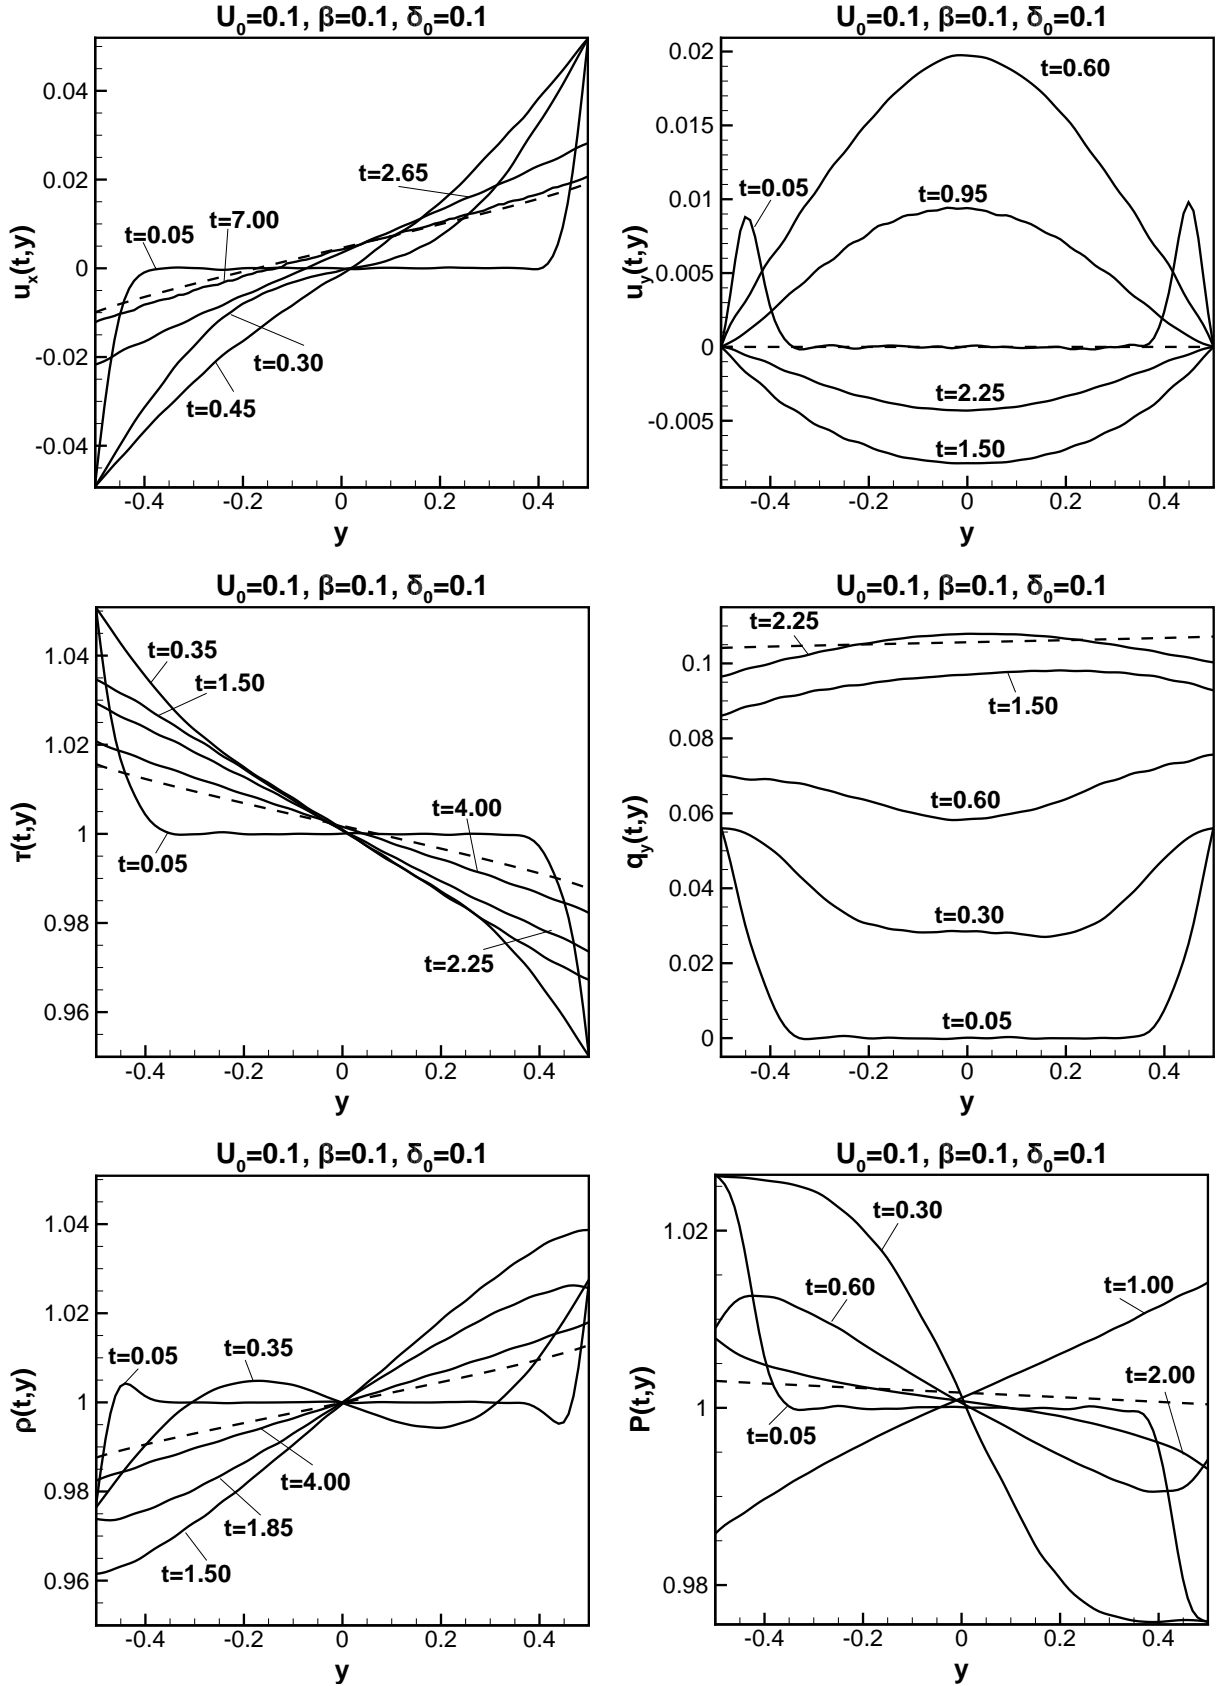 U₀=0.1, β=0.1, δ₀=0.1
uₓ(t,y)
0.04
0.02
0
-0.02
-0.04
t=2.65
t=7.00
t=0.05
t=0.30
t=0.45
-0.4 -0.2 0 0.2 0.4
y
U₀=0.1, β=0.1, δ₀=0.1
u_y(t,y)
0.02
0.015
0.01
0.005
0
-0.005
t=0.60
t=0.05
t=0.95
t=2.25
t=1.50
-0.4 -0.2 0 0.2 0.4
y
U₀=0.1, β=0.1, δ₀=0.1
τ(t,y)
1.04
1.02
1
0.98
0.96
t=0.35
t=1.50
t=4.00
t=0.05
t=2.25
-0.4 -0.2 0 0.2 0.4
y
U₀=0.1, β=0.1, δ₀=0.1
q_y(t,y)
0.1
0.08
0.06
0.04
0.02
0
t=2.25
t=1.50
t=0.60
t=0.30
t=0.05
-0.4 -0.2 0 0.2 0.4
y
U₀=0.1, β=0.1, δ₀=0.1
ρ(t,y)
1.04
1.02
1
0.98
0.96
t=0.05
t=0.35
t=4.00
t=1.85
t=1.50
-0.4 -0.2 0 0.2 0.4
y
U₀=0.1, β=0.1, δ₀=0.1
P(t,y)
1.02
1
0.98
t=0.30
t=0.60
t=1.00
t=2.00
t=0.05
-0.4 -0.2 0 0.2 0.4
y